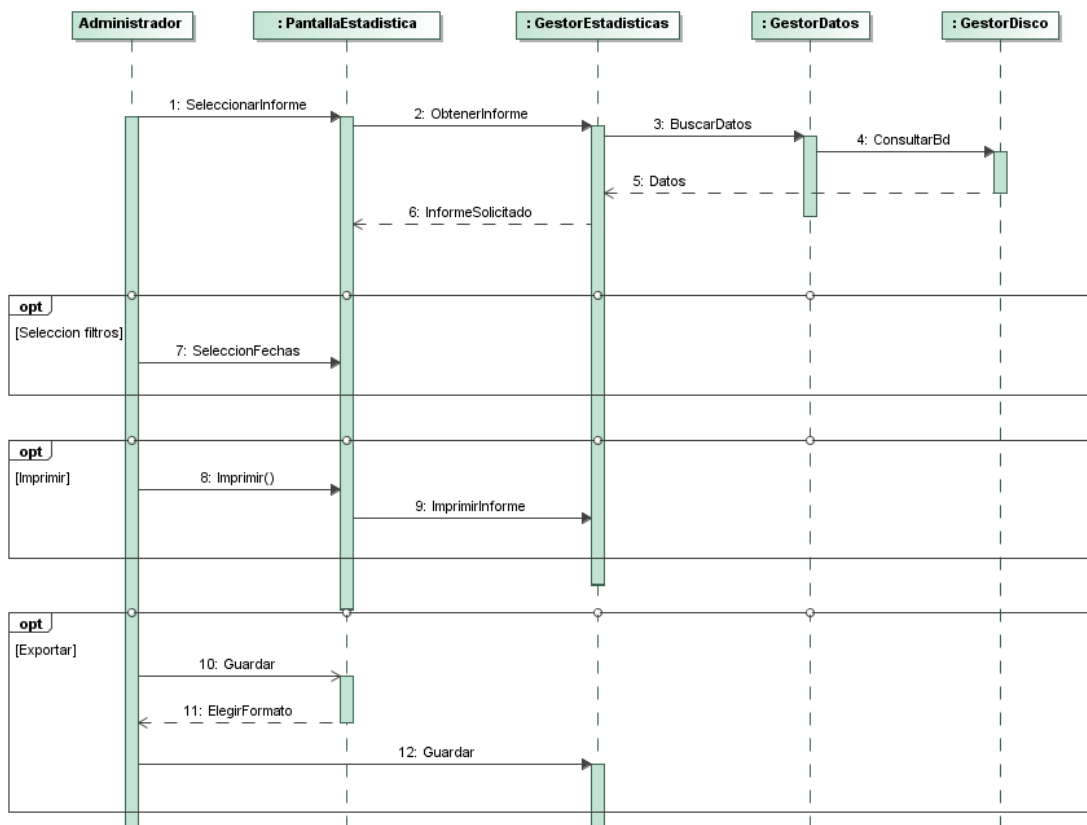 Administrador
: PantallaEstadistica
: GestorEstadisticas
: GestorDatos
: GestorDisco
1: SeleccionarInforme
2: ObtenerInforme
3: BuscarDatos
4: ConsultarBd
5: Datos
6: InformeSolicitado
opt
[Seleccion filtros]
7: SeleccionFechas
opt
[Imprimir]
8: Imprimir()
9: ImprimirInforme
opt
[Exportar]
10: Guardar
11: ElegirFormato
12: Guardar